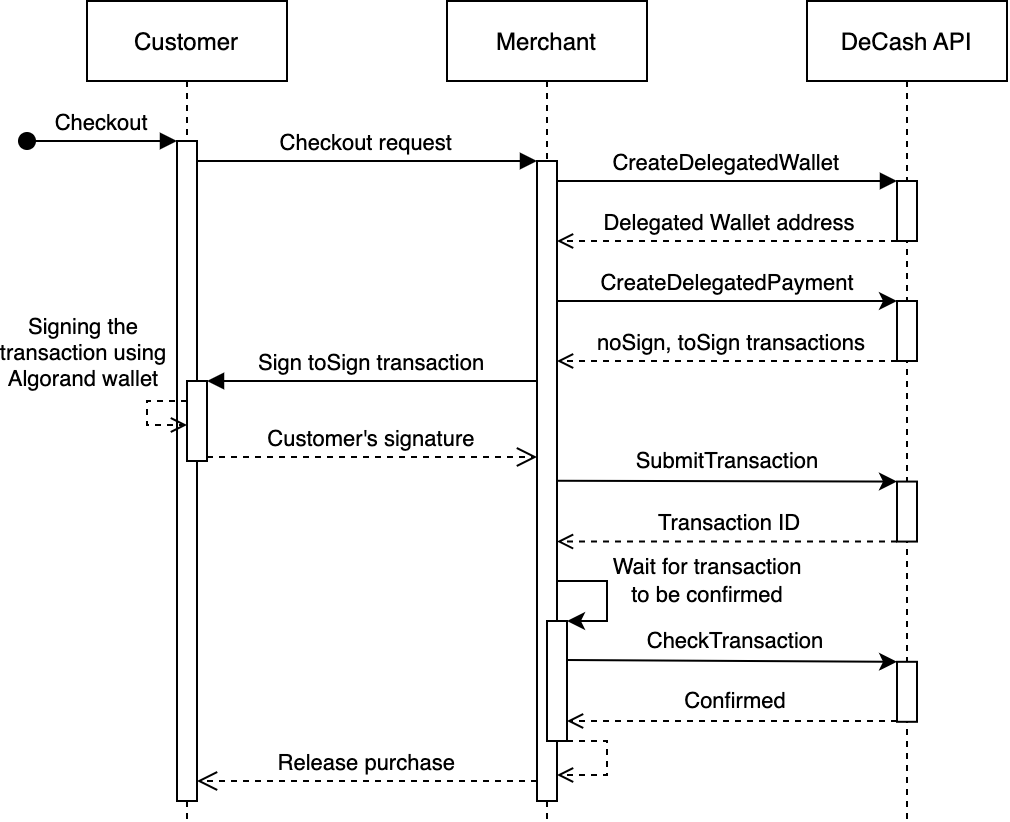 Customer
Merchant
DeCash API
Checkout
Checkout request
CreateDelegatedWallet
Delegated Wallet address
CreateDelegatedPayment
Signing the
transaction using
Algorand wallet
noSign, toSign transactions
Sign toSign transaction
Customer's signature
SubmitTransaction
Transaction ID
Wait for transaction
to be confirmed
CheckTransaction
Confirmed
Release purchase